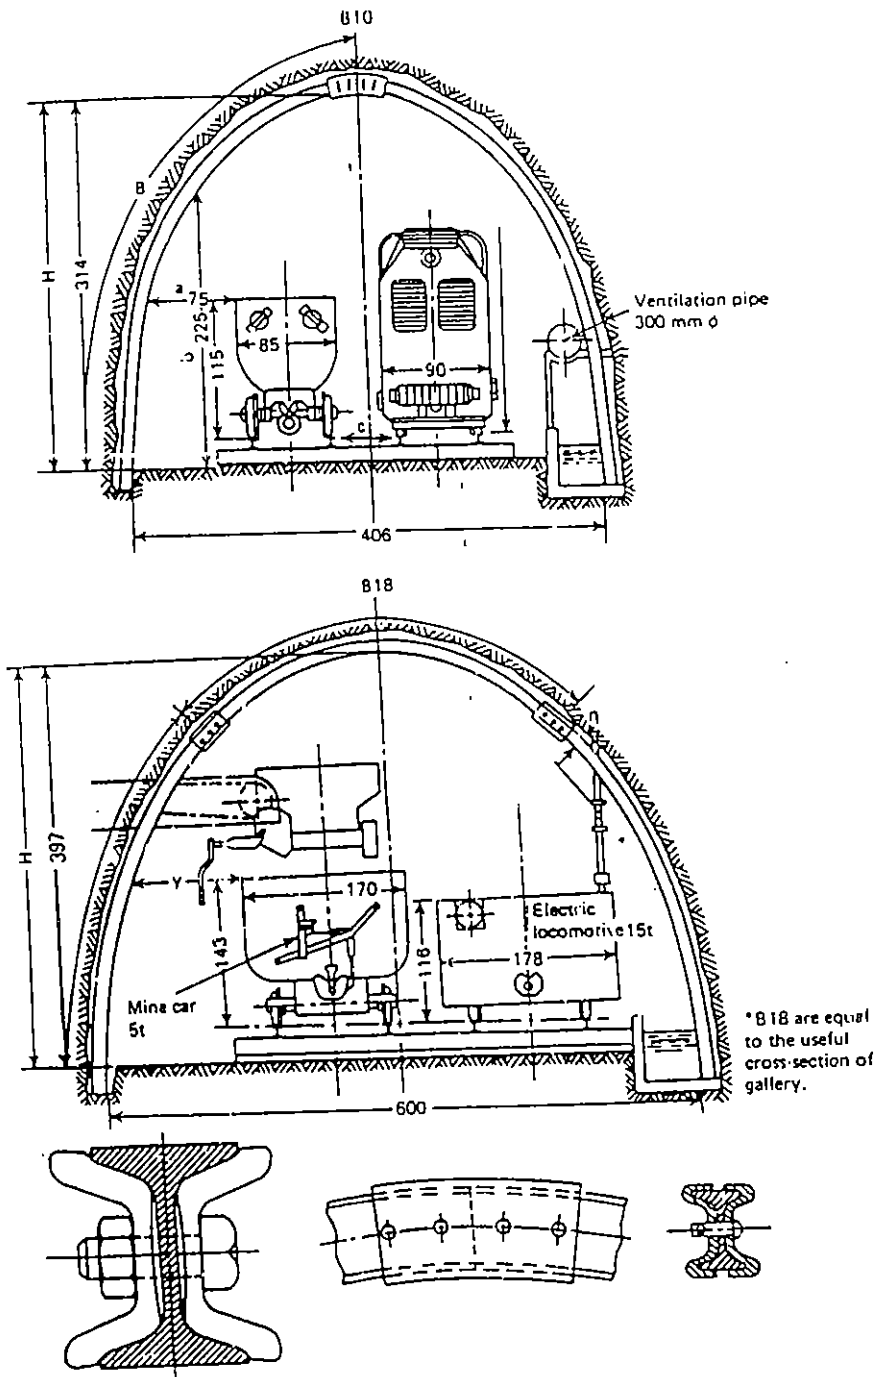 B10
B
H
314
a
75
b
225
115
85
90
c
Ventilation pipe
300 mm ϕ
406
B18
H
397
n
Y
170
143
116
Electric
locomotive 15t
178
Mine car
5t
*B18 are equal
to the useful
cross-section of
gallery.
600